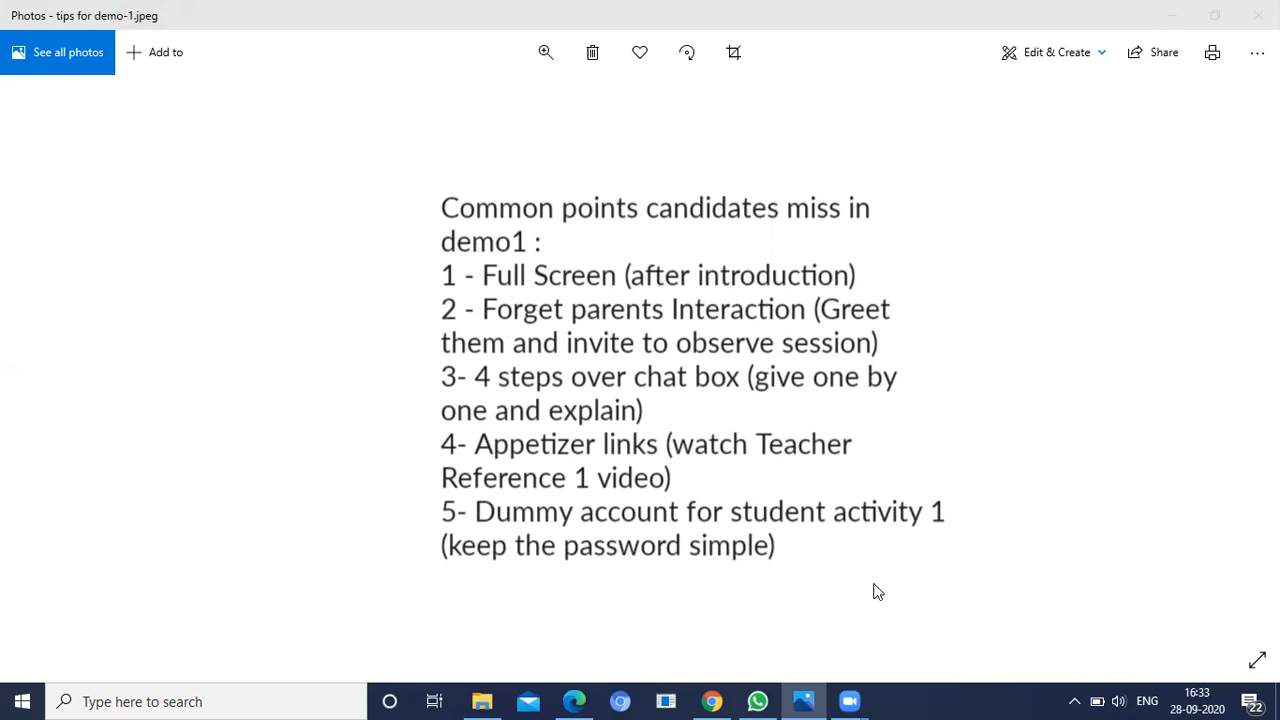 Photos - tips for demo-1.jpeg
See all photos
Add to
Edit & Create
Share
Common points candidates miss in
demo1 :
1 - Full Screen (after introduction)
2 - Forget parents Interaction (Greet
them and invite to observe session)
3- 4 steps over chat box (give one by
one and explain)
4- Appetizer links (watch Teacher
Reference 1 video)
5- Dummy account for student activity 1
(keep the password simple)
Type here to search
ENG
16:33
28-09-2020
22